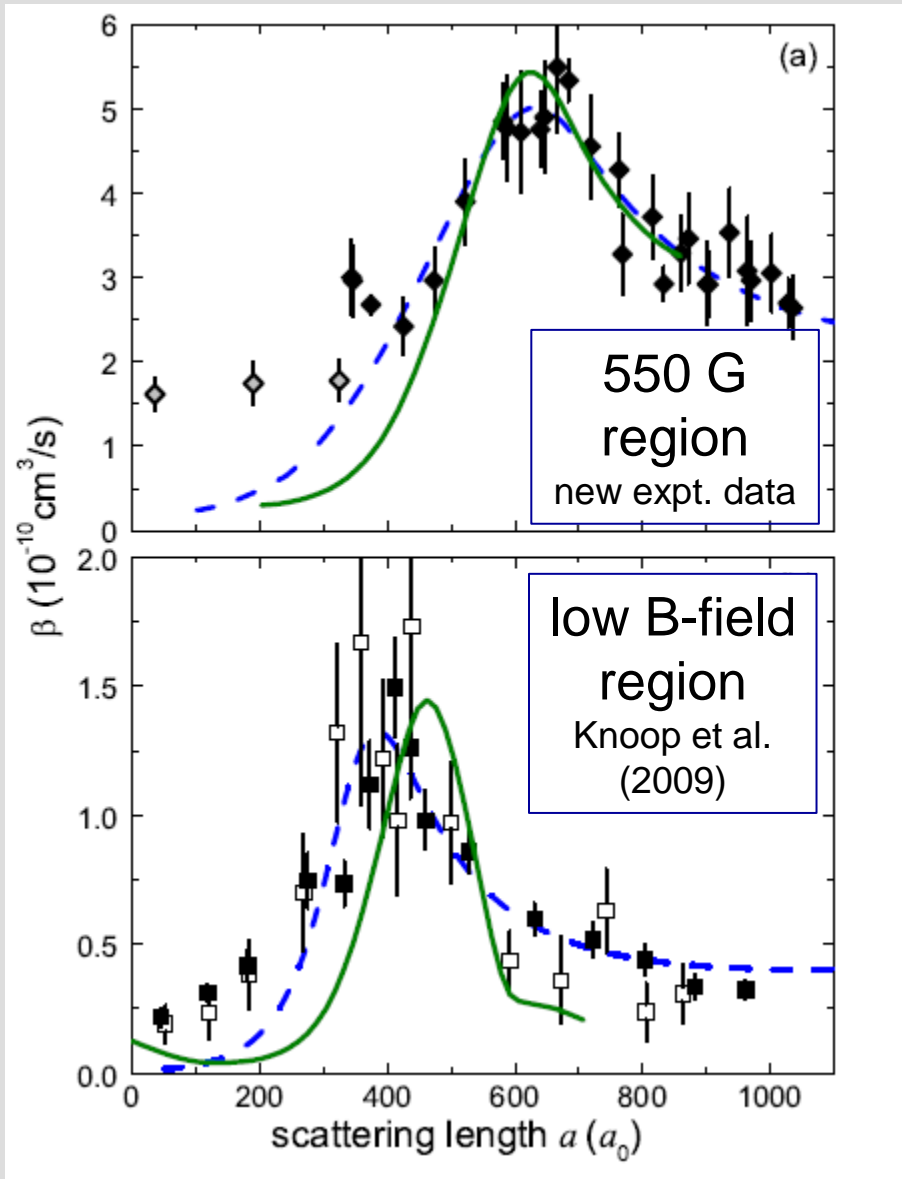 (a)
6
5
4
3
2
1
0
550 G
region
new expt. data
β (10⁻¹⁰cm³/s)
2.0
1.5
1.0
0.5
0.0
low B-field
region
Knoop et al.
(2009)
0 200 400 600 800 1000
scattering length a (a₀)